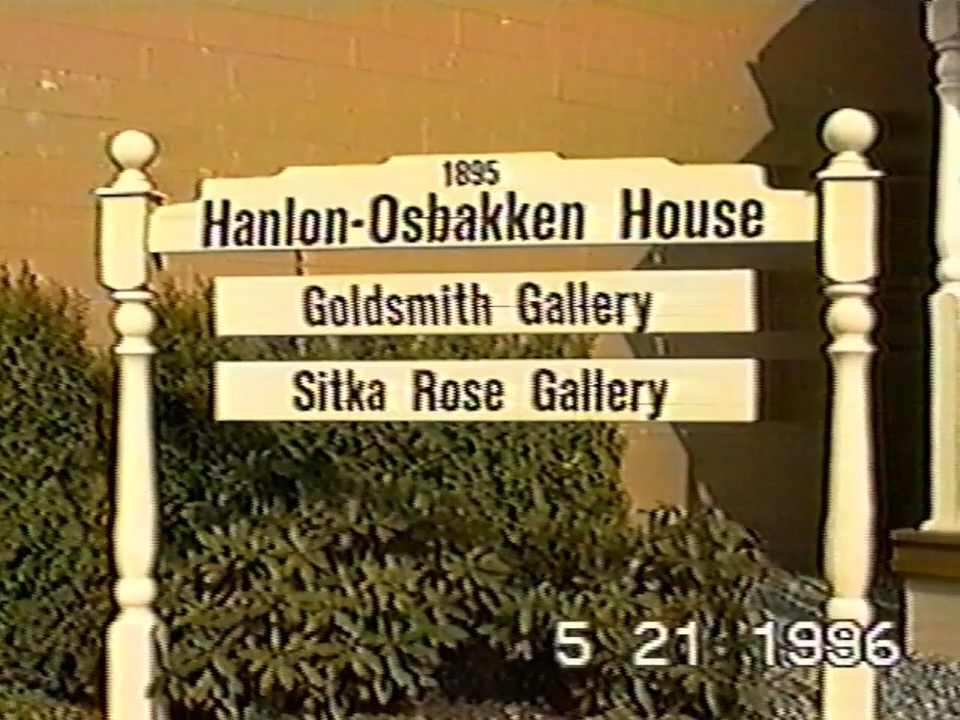 1895
Hanlon-Osbakken House
Goldsmith Gallery
Sitka Rose Gallery
5 21 1996